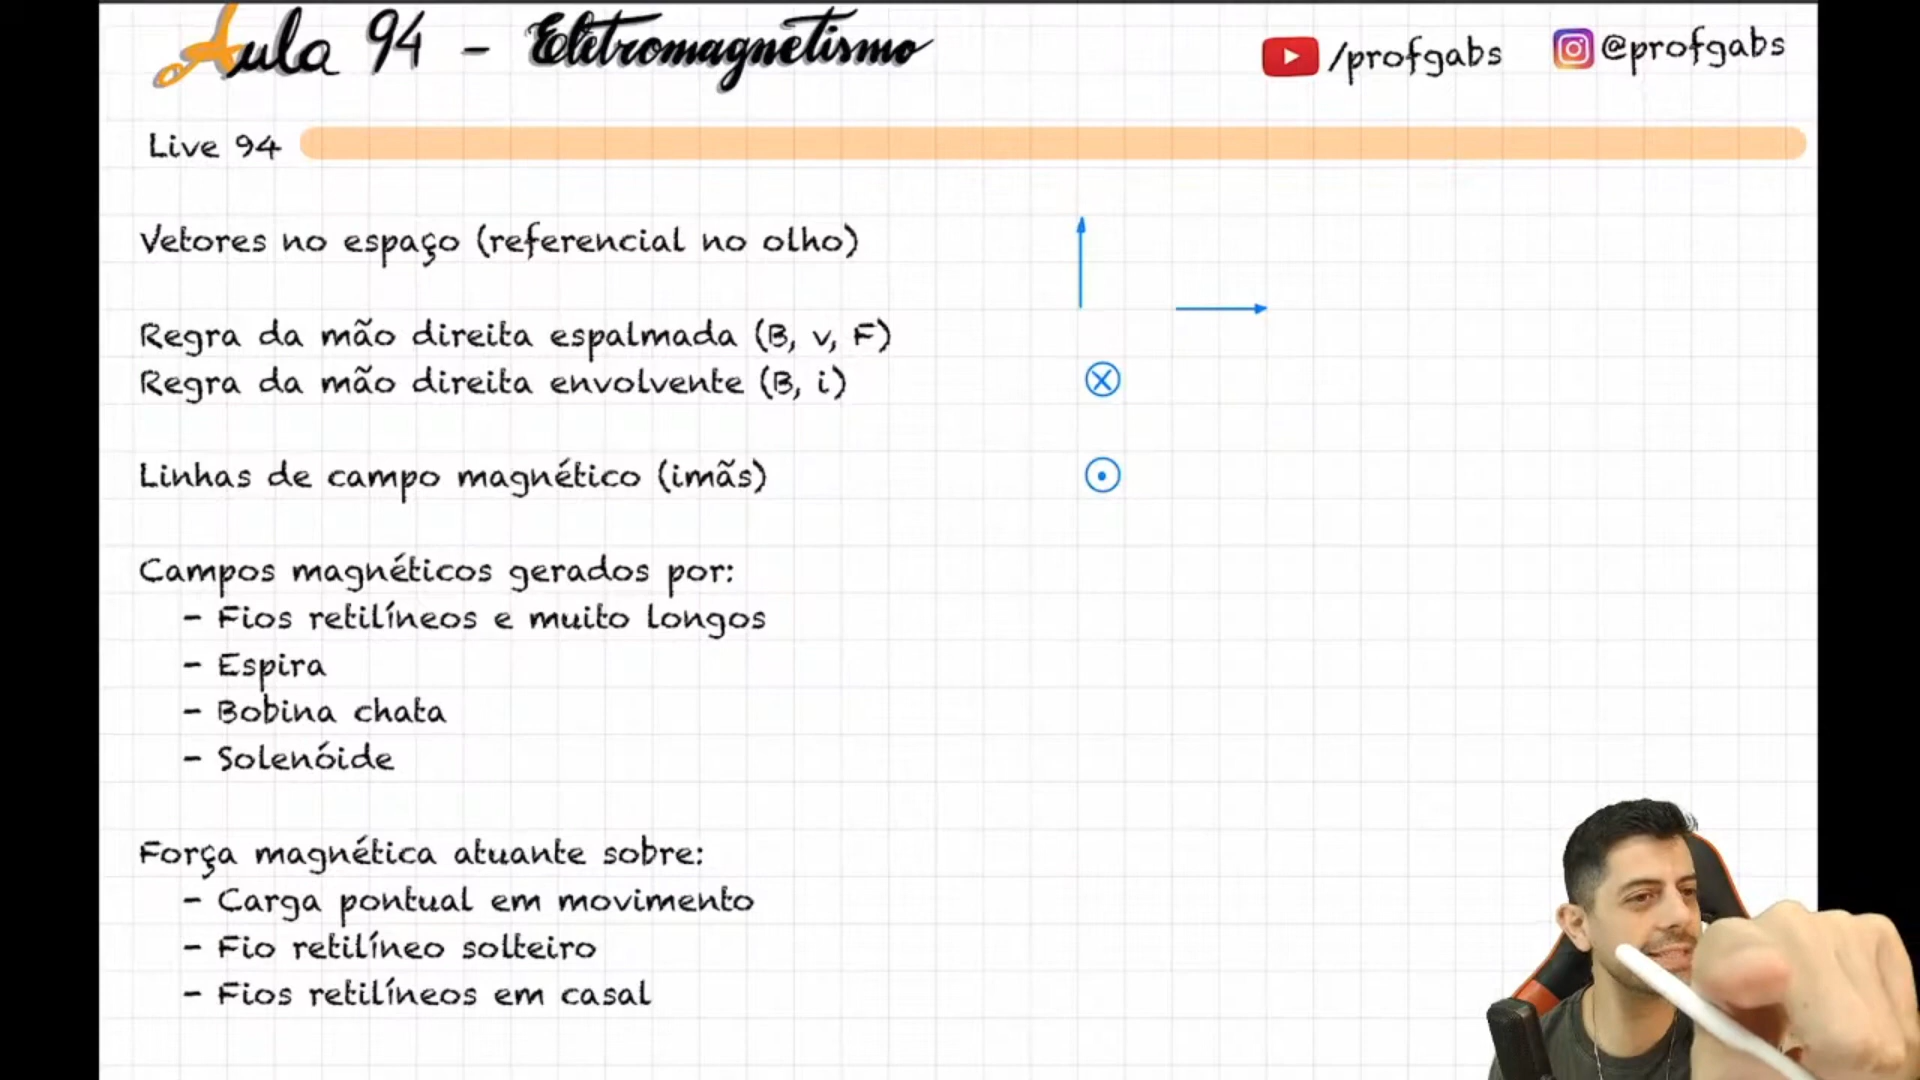 Aula 94 - Eletromagnetismo
/profgabs
@profgabs
Live 94
Vetores no espaço (referencial no olho)
Regra da mão direita espalmada (B, v, F)
Regra da mão direita envolvente (B, i)
Linhas de campo magnético (imãs)
Campos magnéticos gerados por:
- Fios retilíneos e muito longos
- Espira
- Bobina chata
- Solenóide
Força magnética atuante sobre:
- Carga pontual em movimento
- Fio retilíneo solteiro
- Fios retilíneos em casal